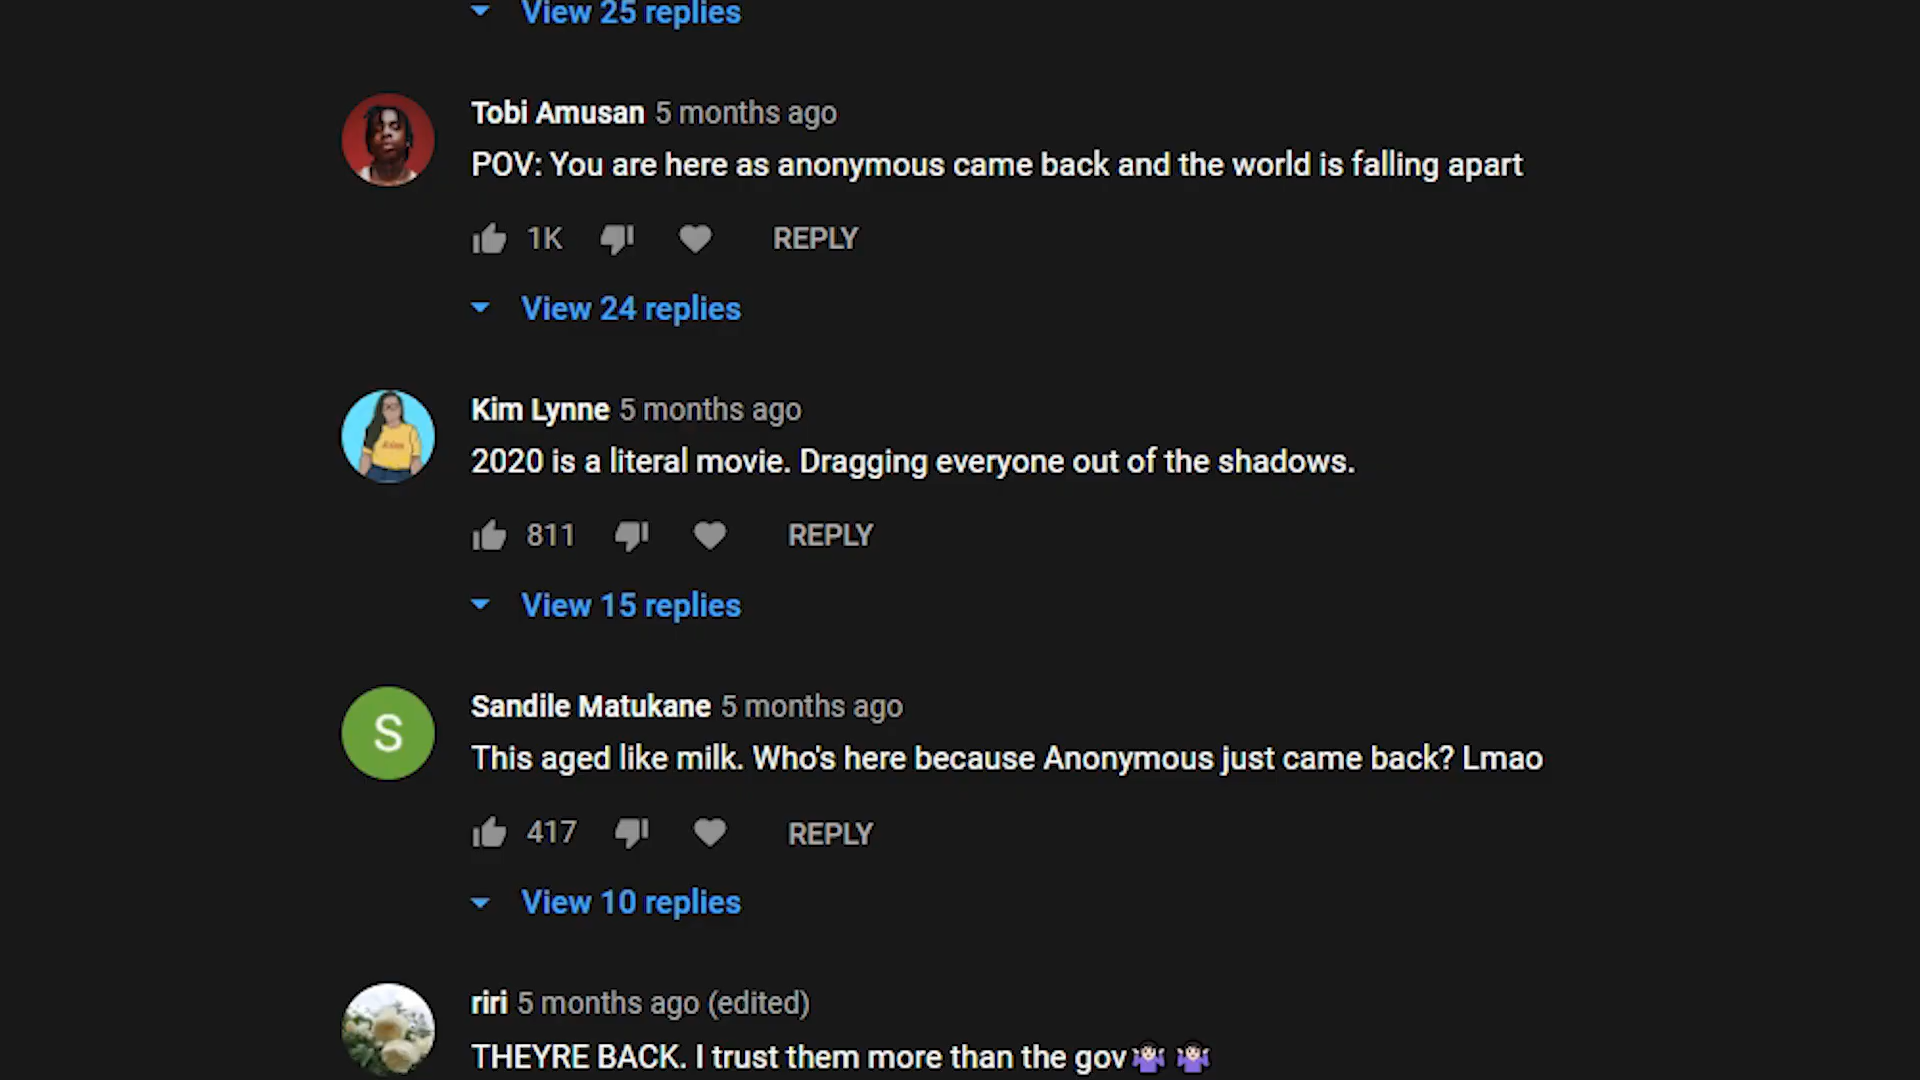 View 25 replies
Tobi Amusan 5 months ago
POV: You are here as anonymous came back and the world is falling apart
1K REPLY
View 24 replies
Kim Lynne 5 months ago
2020 is a literal movie. Dragging everyone out of the shadows.
811 REPLY
View 15 replies
S
Sandile Matukane 5 months ago
This aged like milk. Who's here because Anonymous just came back? Lmao
417 REPLY
View 10 replies
riri 5 months ago (edited)
THEYRE BACK. I trust them more than the gov🤷🏻‍♀️ 🤷🏻‍♀️